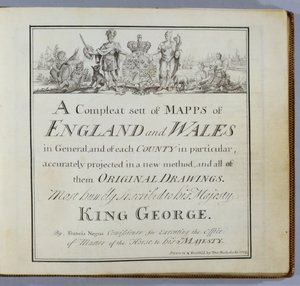 A Compleat sett of MAPPS of
ENGLAND and WALES
in General, and of each COUNTY in particular,
accurately projected in a new method, and all of
them ORIGINAL DRAWINGS.
Most humbly Inscribed to his Majesty
KING GEORGE.
By Francis Negus Comissioner for Executing the Office
of Master of the Horse to his MAJESTY.